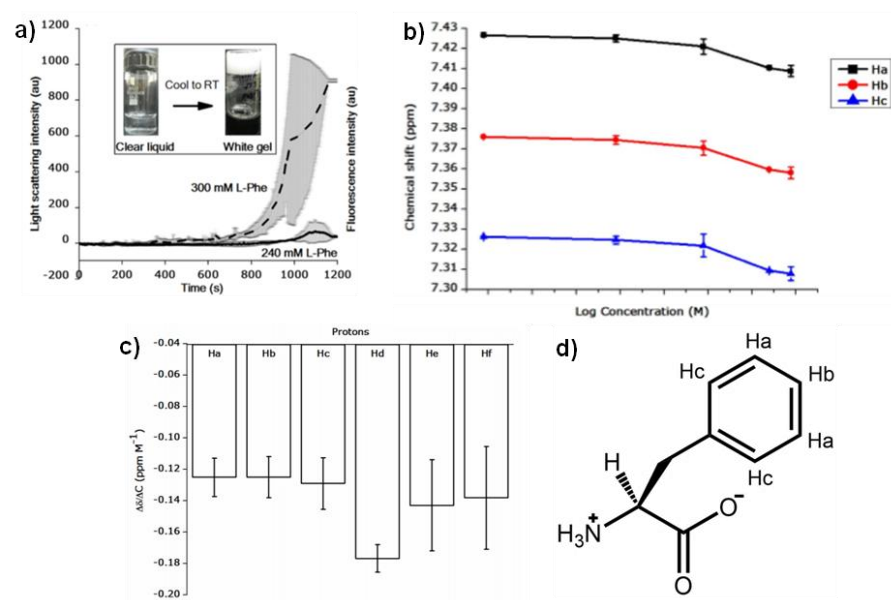 a)
1200
1000
800
600
400
200
0
-200
Light scattering intensity (au)
Fluorescence intensity (au)
Cool to RT
Clear liquid
White gel
300 mM L-Phe
240 mM L-Phe
0 200 400 600 800 1000 1200
Time (s)
b)
7.43
7.42
7.41
7.40
7.39
7.38
7.37
7.36
7.35
7.34
7.33
7.32
7.31
7.30
Chemical shift (ppm)
Log Concentration (M)
Ha
Hb
Hc
c)
Protons
-0.04
-0.06
-0.08
-0.10
-0.12
-0.14
-0.16
-0.18
-0.20
Δδ/ΔC (ppm M⁻¹)
Ha Hb Hc Hd He Hf
d)
Ha
Hc
Hb
Ha
Hc
H
O⁻
H₃N⁺
O